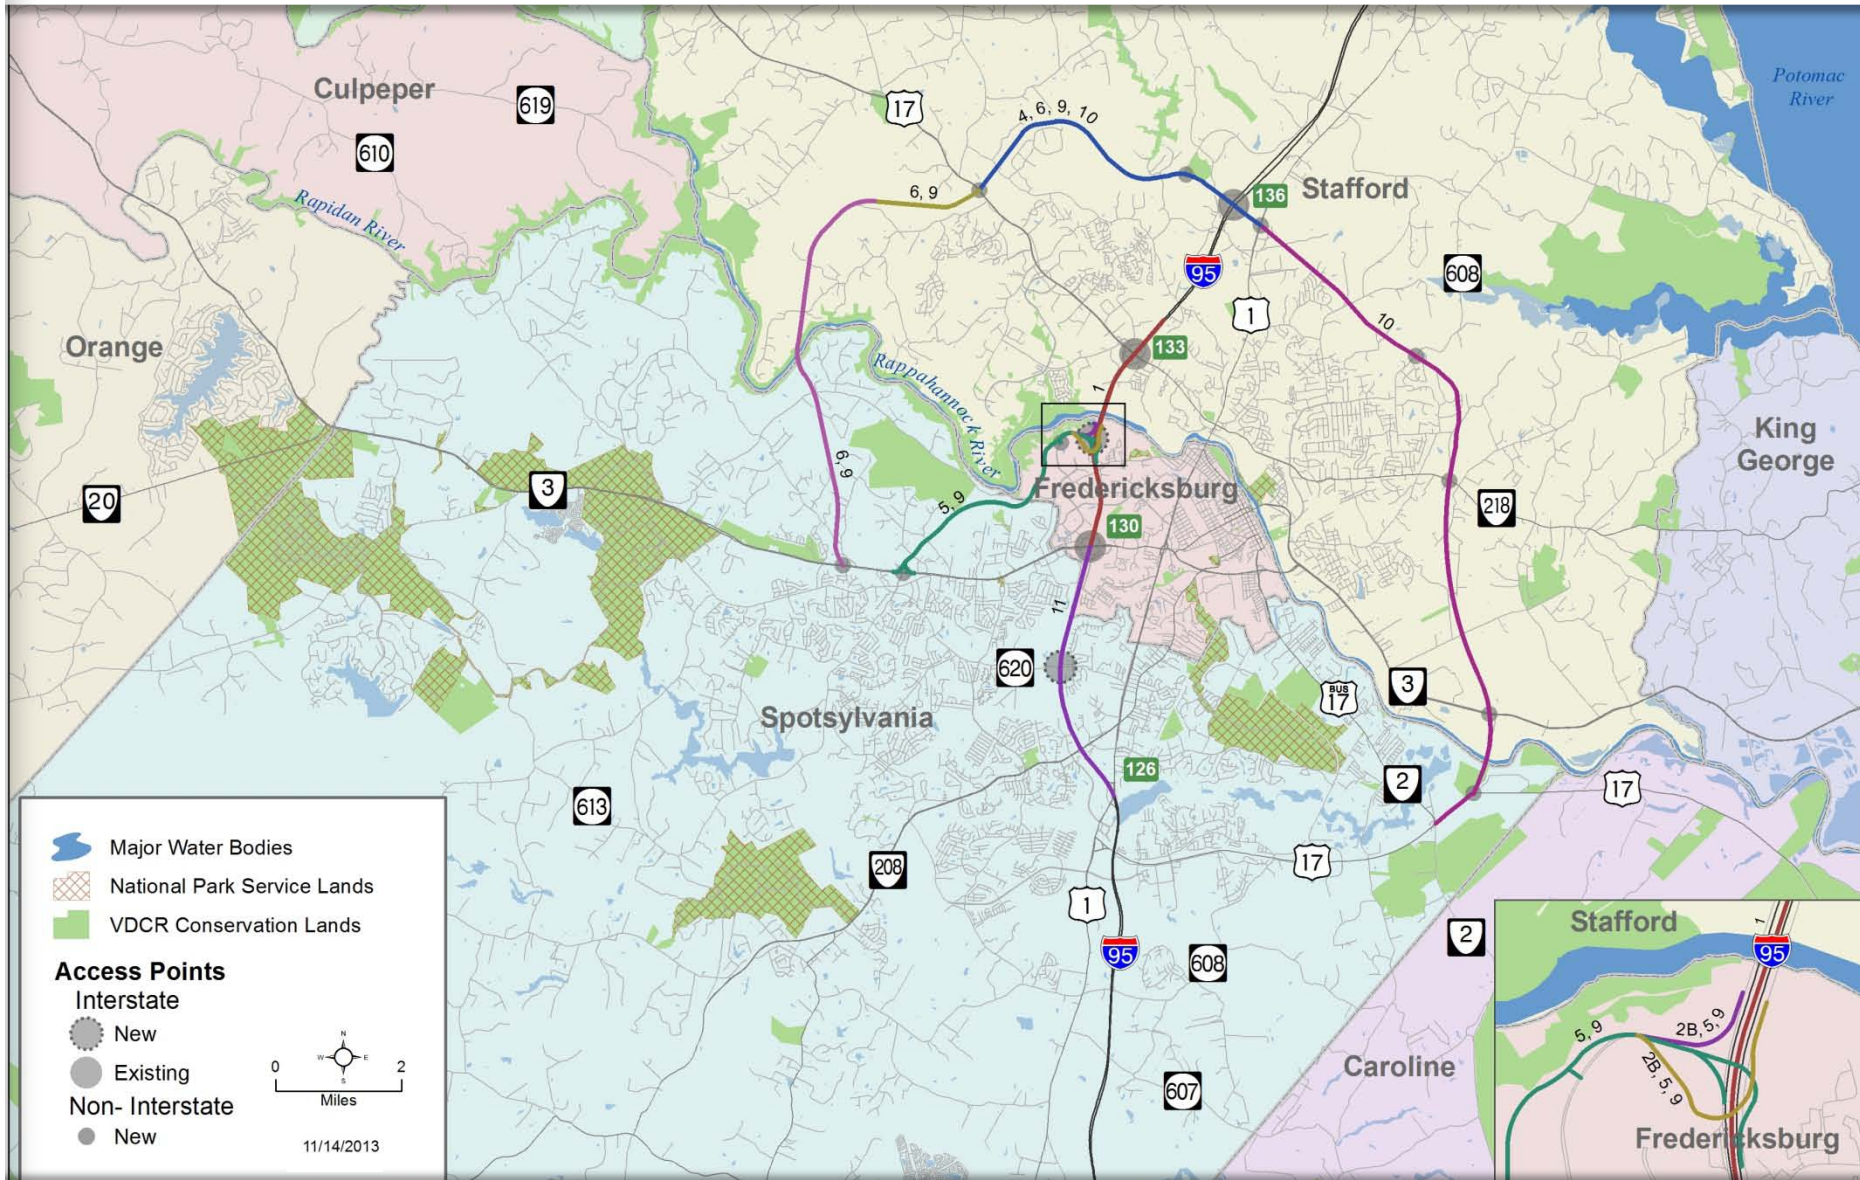 Culpeper
619
610
17
4, 6, 9, 10
Potomac
River
Rapidan River
6, 9
136
Stafford
95
608
1
Orange
10
133
Rappahannock River
1
King
George
6, 9
Fredericksburg
20
3
5, 9
218
130
11
620
BUS
17
3
Spotsylvania
126
2
17
613
17
208
1
2
95
608
Caroline
607
Major Water Bodies
National Park Service Lands
VDCR Conservation Lands
Access Points
Interstate
New
Existing
Non- Interstate
New
N
W
E
S
0
2
Miles
11/14/2013
Stafford
1
95
5, 9
2B, 5, 9
2B, 5, 9
Fredericksburg